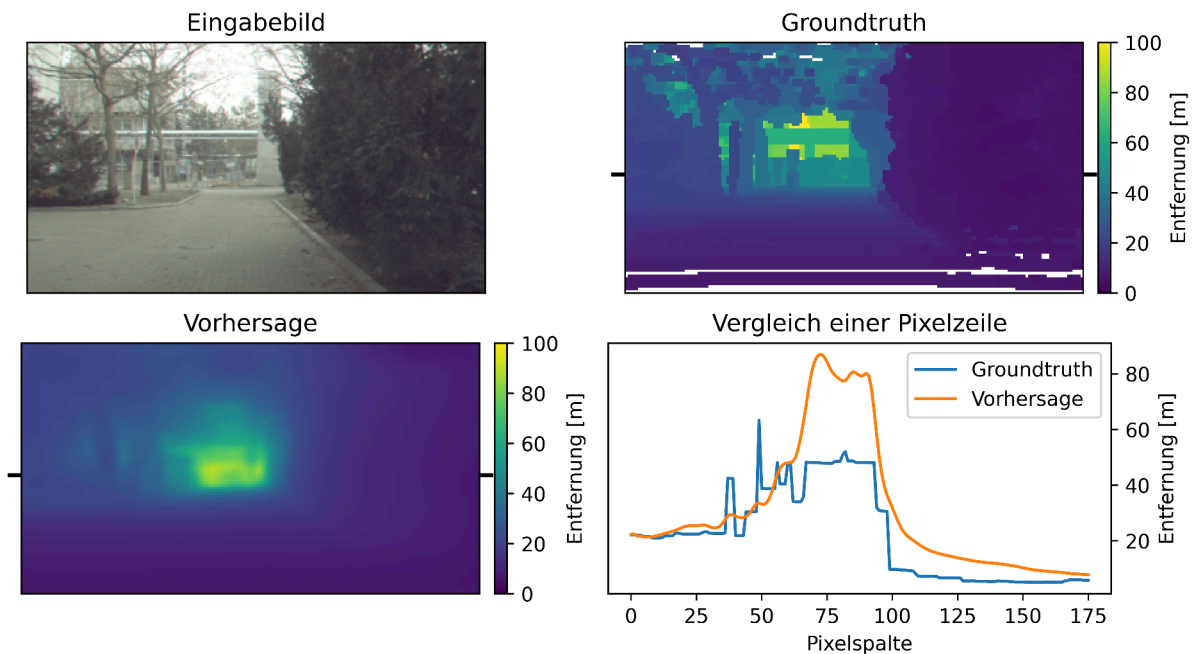 Eingabebild
Groundtruth
100
80
60
40
20
0
Entfernung [m]
Vorhersage
100
80
60
40
20
0
Entfernung [m]
Vergleich einer Pixelzeile
Groundtruth
Vorhersage
80
60
40
20
Entfernung [m]
0 25 50 75 100 125 150 175
Pixelspalte